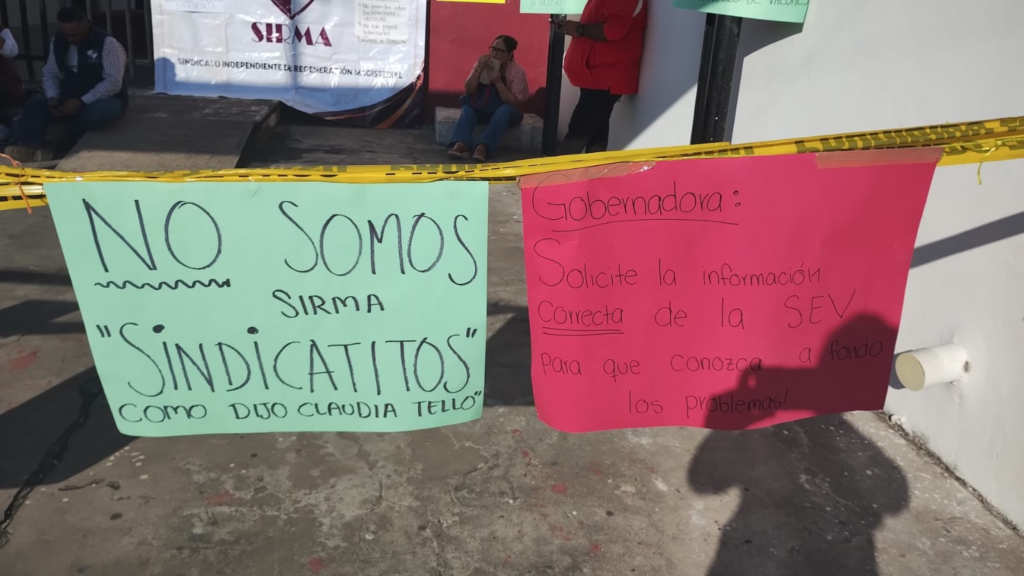 SIRMA
SINDICATO INDEPENDIENTE DE REGENERACIÓN MAGISTERIAL
NO SOMOS
SIRMA
"SINDICATITOS"
COMO DIJO CLAUDIA TELLO"
Gobernadora:
Solicite la información
correcta de la SEV
para que conozca a fondo
los problemas!